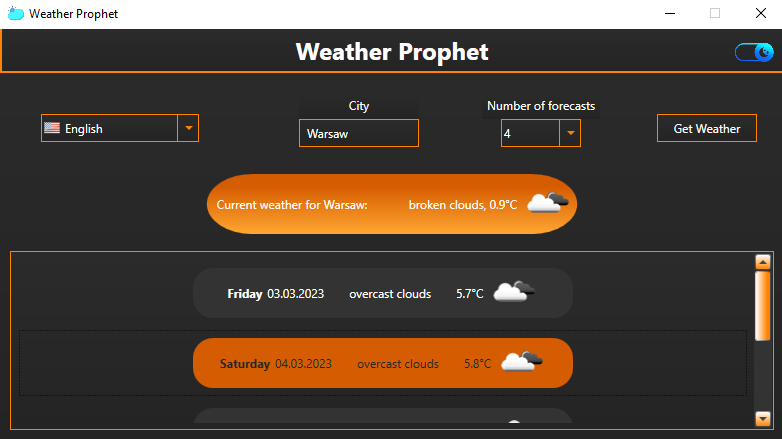 Weather Prophet
Weather Prophet
City
Number of forecasts
English
Warsaw
4
Get Weather
Current weather for Warsaw: broken clouds, 0.9°C
Friday 03.03.2023 overcast clouds 5.7°C
Saturday 04.03.2023 overcast clouds 5.8°C